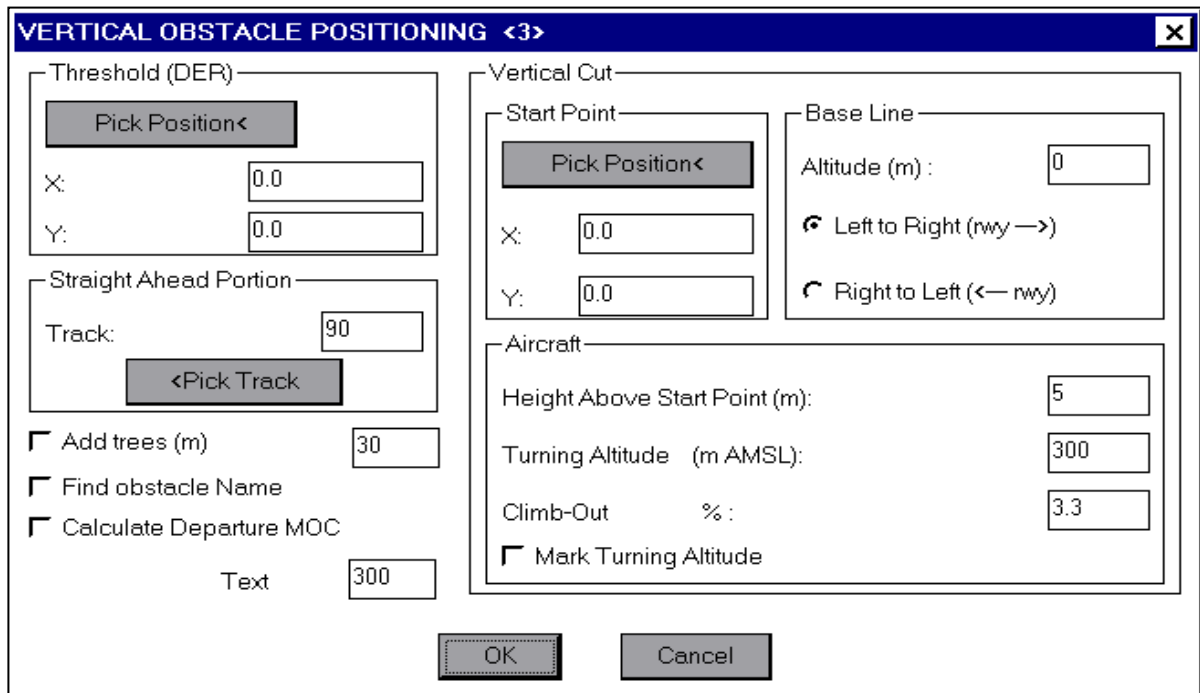 VERTICAL OBSTACLE POSITIONING <3>
Threshold (DER)
Pick Position<
X: 0.0
Y: 0.0
Straight Ahead Portion
Track: 90
<Pick Track
Add trees (m) 30
Find obstacle Name
Calculate Departure MOC
Text 300
Vertical Cut
Start Point
Pick Position<
X: 0.0
Y: 0.0
Base Line
Altitude (m) : 0
Left to Right (rwy —>)
Right to Left (<— rwy)
Aircraft
Height Above Start Point (m): 5
Turning Altitude (m AMSL): 300
Climb-Out % : 3.3
Mark Turning Altitude
OK Cancel